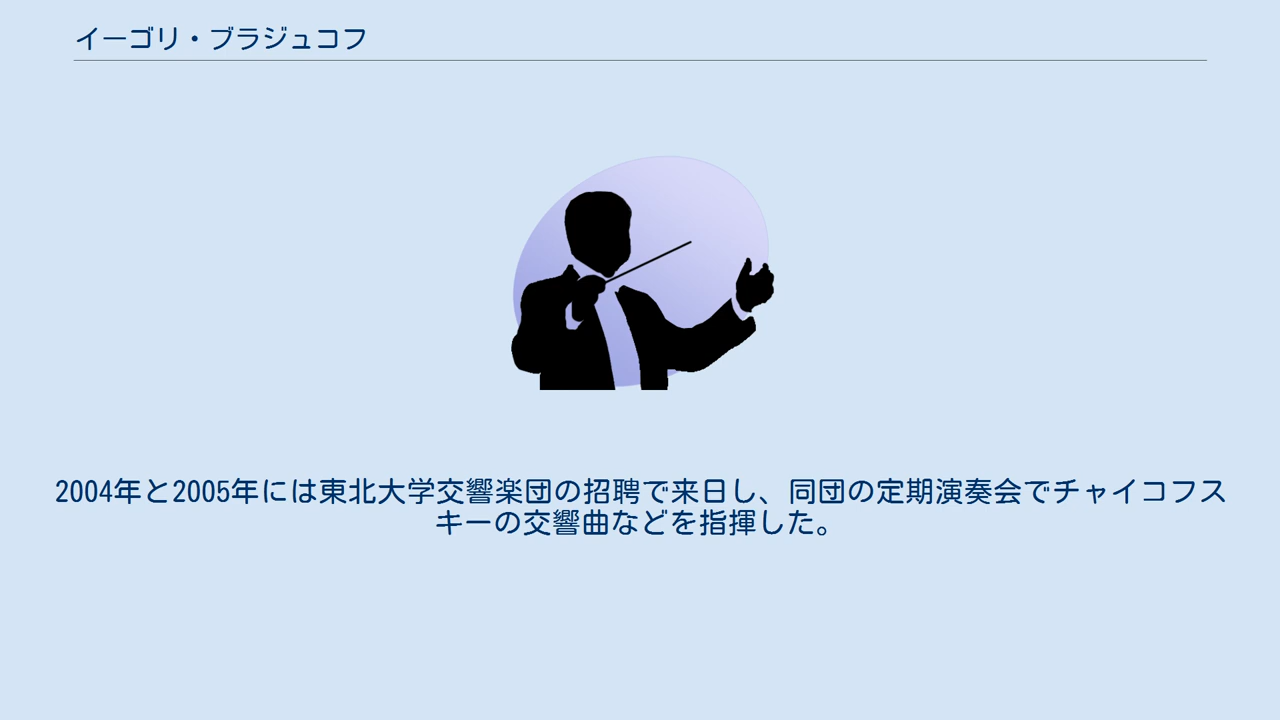 イーゴリ・ブラジュコフ
2004年と2005年には東北大学交響楽団の招聘で来日し、同団の定期演奏会でチャイコフス
キーの交響曲などを指揮した。